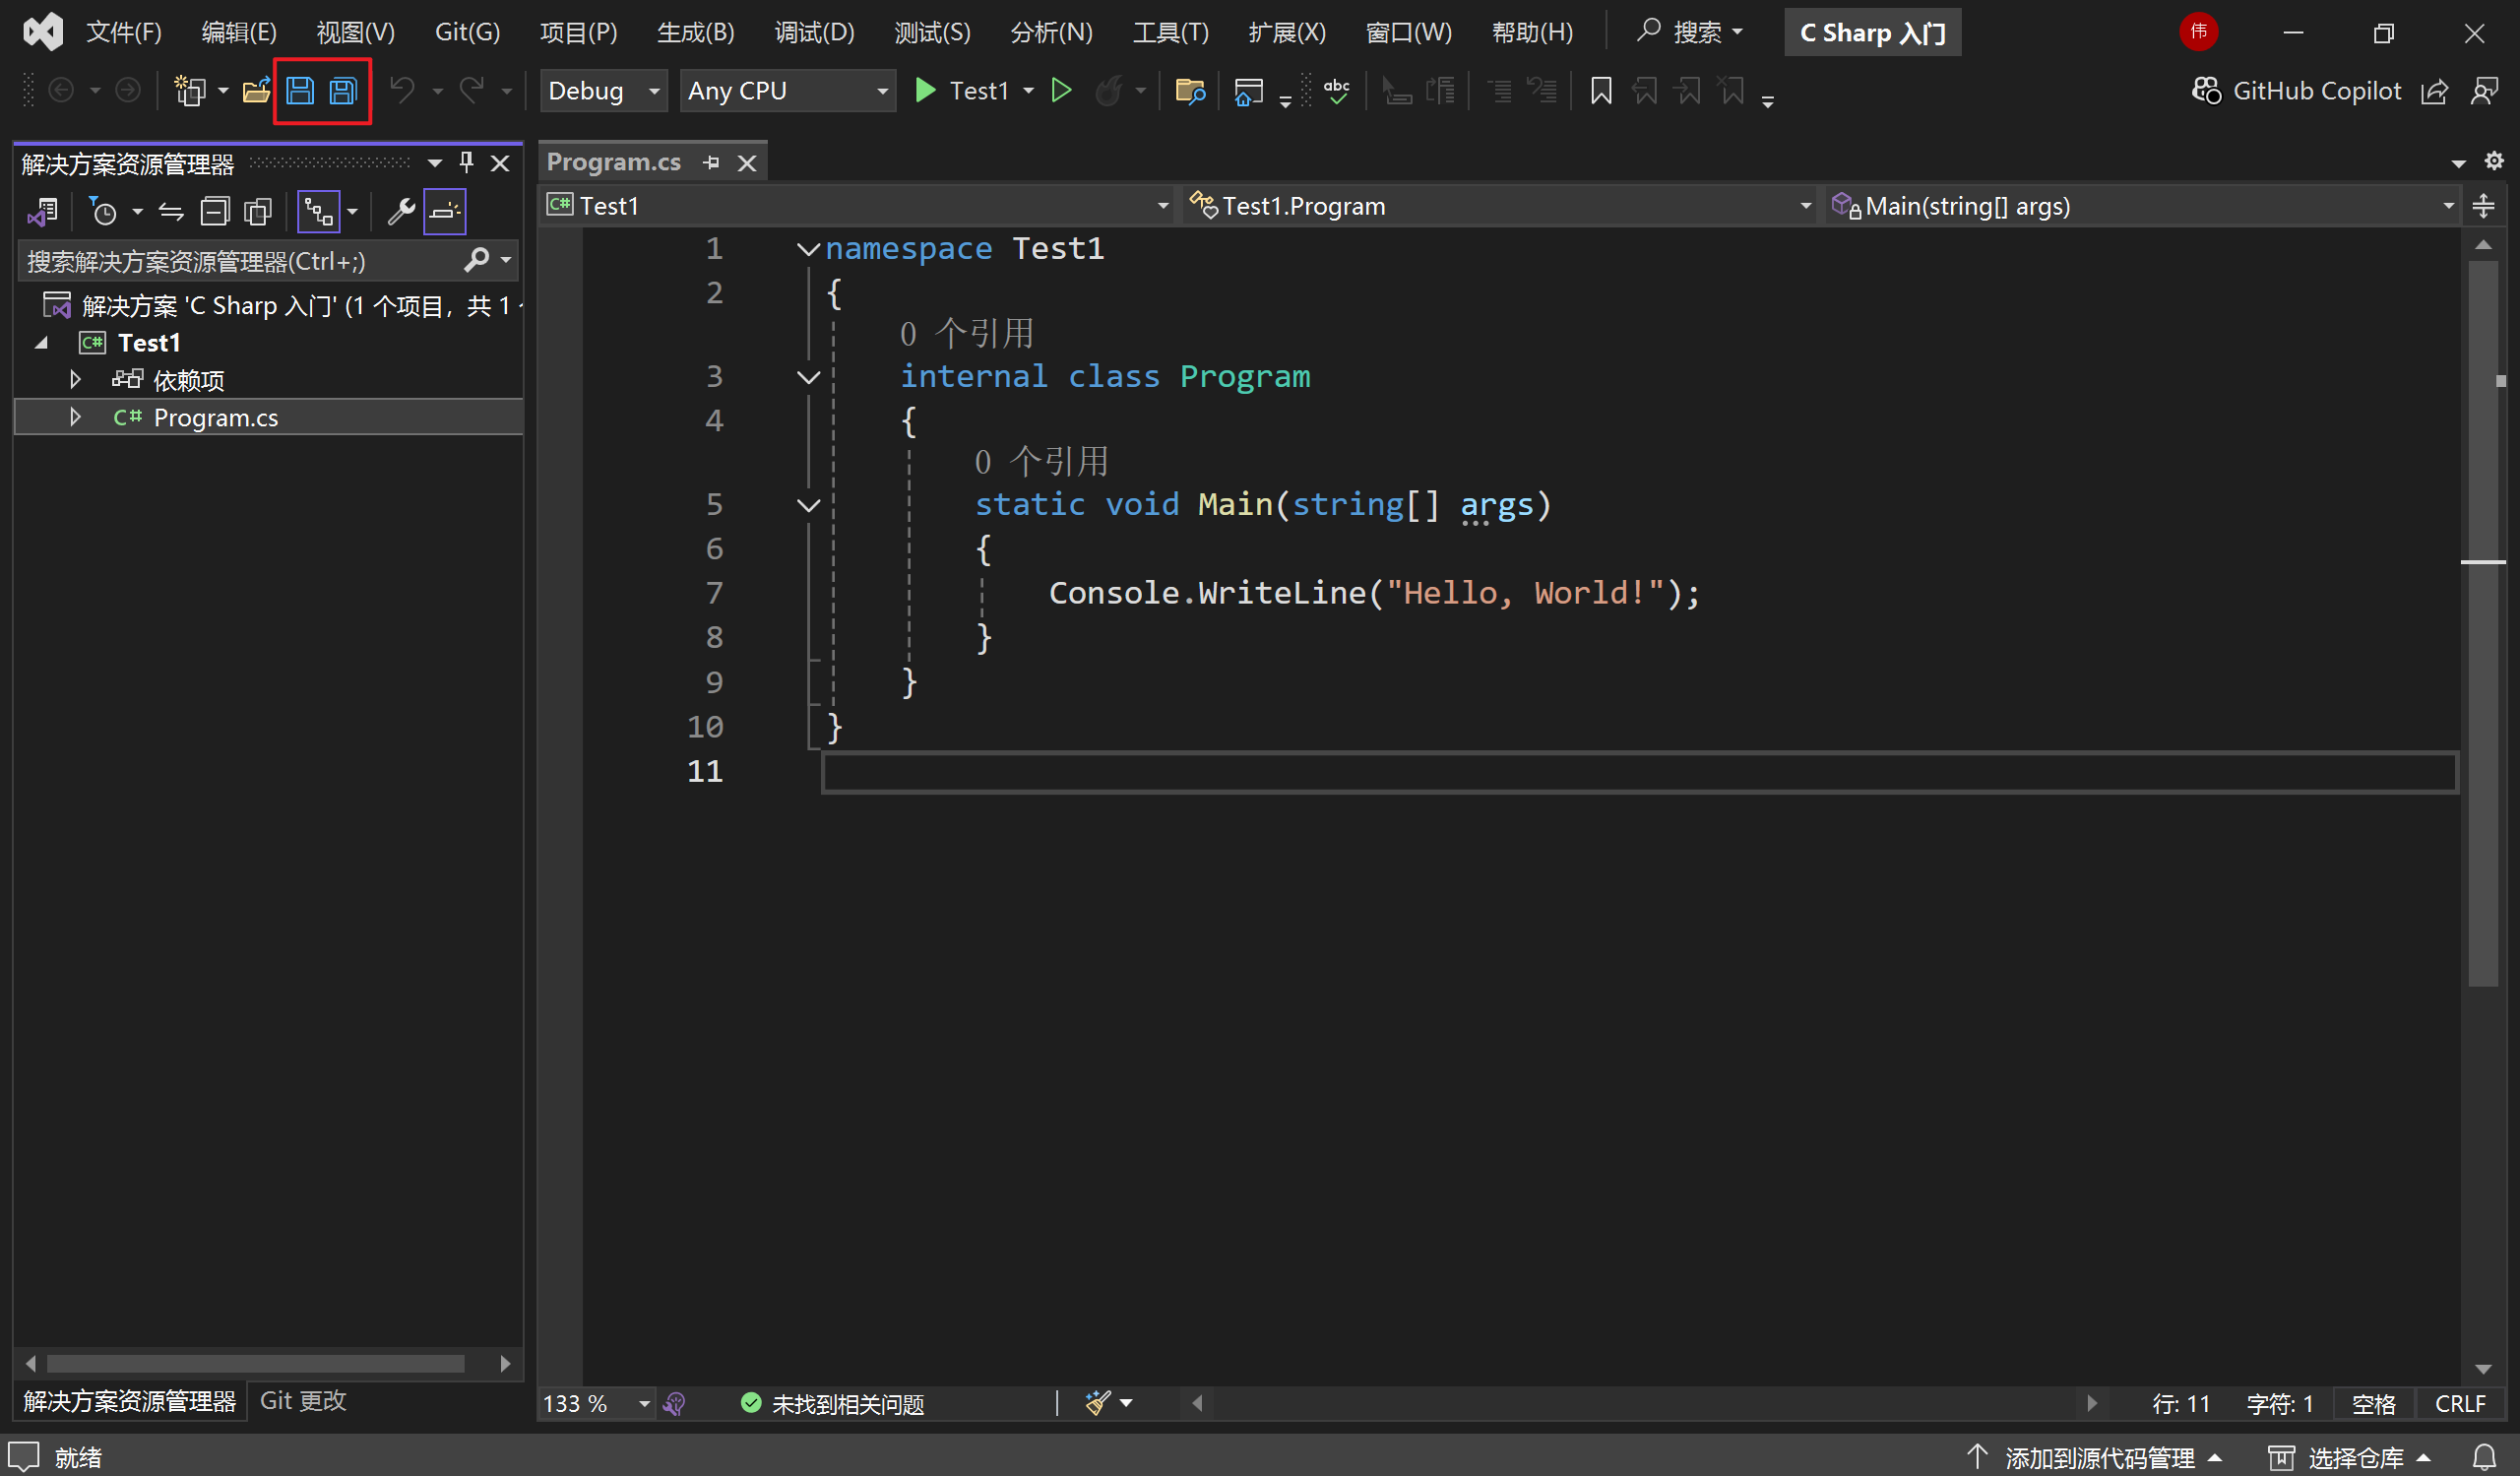 文件(F) 编辑(E) 视图(V) Git(G) 项目(P) 生成(B) 调试(D) 测试(S) 分析(N) 工具(T) 扩展(X) 窗口(W) 帮助(H) 搜索 C Sharp 入门 伟
Debug Any CPU Test1 abc GitHub Copilot
解决方案资源管理器
搜索解决方案资源管理器(Ctrl+;)
解决方案 'C Sharp 入门' (1 个项目，共 1
C# Test1
依赖项
C# Program.cs
解决方案资源管理器 Git 更改
Program.cs
C# Test1 Test1.Program Main(string[] args)
1 namespace Test1
2 {
0 个引用
3 internal class Program
4 {
0 个引用
5 static void Main(string[] args)
6 {
7 Console.WriteLine("Hello, World!");
8 }
9 }
10 }
11
133 % 未找到相关问题 行: 11 字符: 1 空格 CRLF
就绪 添加到源代码管理 选择仓库